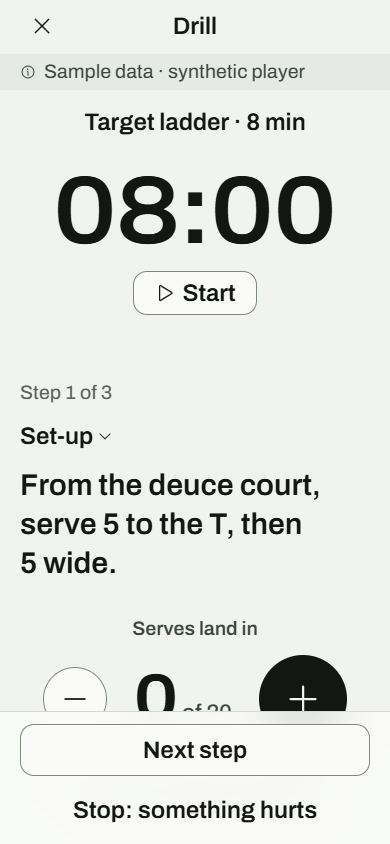 Drill
Sample data · synthetic player
Target ladder · 8 min
08:00
Start
Step 1 of 3
Set-up
From the deuce court,
serve 5 to the T, then
5 wide.
Serves land in
0 of 20
Next step
Stop: something hurts